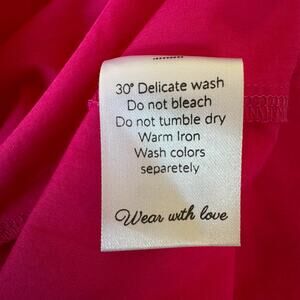 30° Delicate wash
Do not bleach
Do not tumble dry
Warm Iron
Wash colors
separetely
Wear with love